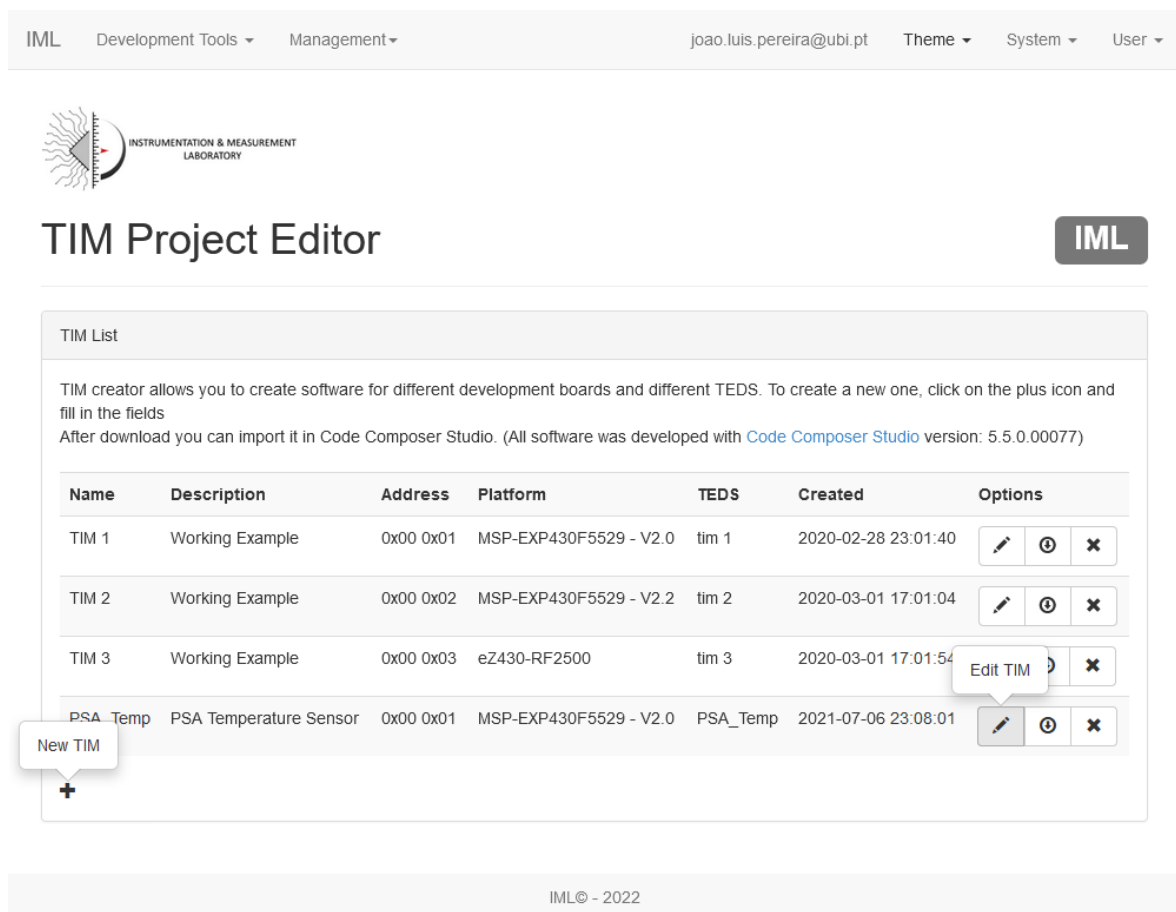 IML Development Tools Management joao.luis.pereira@ubi.pt Theme System User
INSTRUMENTATION & MEASUREMENT
LABORATORY
TIM Project Editor IML
TIM List
TIM creator allows you to create software for different development boards and different TEDS. To create a new one, click on the plus icon and
fill in the fields
After download you can import it in Code Composer Studio. (All software was developed with Code Composer Studio version: 5.5.0.00077)
Name Description Address Platform TEDS Created Options
TIM 1 Working Example 0x00 0x01 MSP-EXP430F5529 - V2.0 tim 1 2020-02-28 23:01:40
TIM 2 Working Example 0x00 0x02 MSP-EXP430F5529 - V2.2 tim 2 2020-03-01 17:01:04
TIM 3 Working Example 0x00 0x03 eZ430-RF2500 tim 3 2020-03-01 17:01:54
Edit TIM
PSA_Temp PSA Temperature Sensor 0x00 0x01 MSP-EXP430F5529 - V2.0 PSA_Temp 2021-07-06 23:08:01
New TIM
IML© - 2022